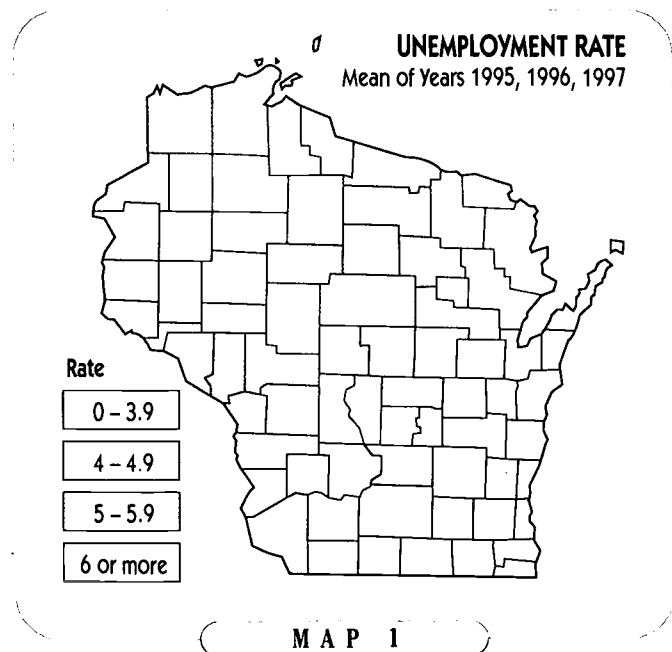 UNEMPLOYMENT RATE
Mean of Years 1995, 1996, 1997
Rate
0 – 3.9
4 – 4.9
5 – 5.9
6 or more
MAP 1